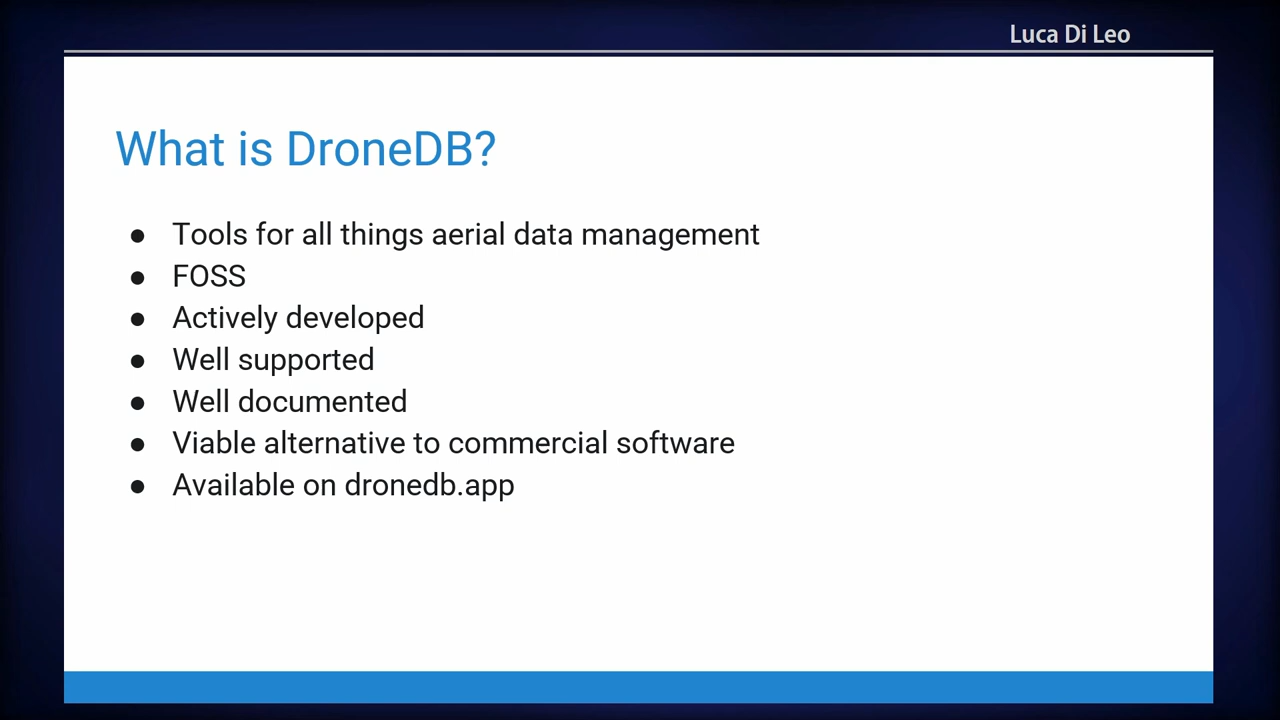 Luca Di Leo
What is DroneDB?
● Tools for all things aerial data management
● FOSS
● Actively developed
● Well supported
● Well documented
● Viable alternative to commercial software
● Available on dronedb.app